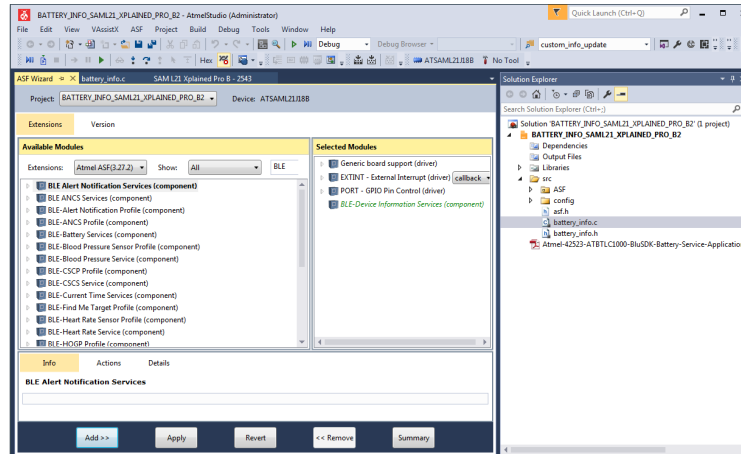 BATTERY_INFO_SAML21_XPLAINED_PRO_B2 - AtmelStudio (Administrator)
Quick Launch (Ctrl+Q)
File Edit View VAssistX ASF Project Build Debug Tools Window Help
Debug Debug Browser custom_info_update
Hex ATSAML21J18B No Tool
ASF Wizard battery_info.c SAM L21 Xplained Pro B - 2543
Project: BATTERY_INFO_SAML21_XPLAINED_PRO_B2 Device: ATSAML21J18B
Extensions Version
Available Modules
Extensions: Atmel ASF(3.27.2) Show: All BLE
BLE Alert Notification Services (component)
BLE ANCS Services (component)
BLE-Alert Notification Profile (component)
BLE-ANCS Profile (component)
BLE-Battery Services (component)
BLE-Blood Pressure Sensor Profile (component)
BLE-Blood Pressure Service (component)
BLE-CSCP Profile (component)
BLE-CSCS Service (component)
BLE-Current Time Services (component)
BLE-Find Me Target Profile (component)
BLE-Heart Rate Sensor Profile (component)
BLE-Heart Rate Service (component)
BLE-HOGP Profile (component)
Selected Modules
Generic board support (driver)
EXTINT - External Interrupt (driver) callback
PORT - GPIO Pin Control (driver)
BLE-Device Information Services (component)
Info Actions Details
BLE Alert Notification Services
Add >> Apply Revert << Remove Summary
Solution Explorer
Search Solution Explorer (Ctrl+;)
Solution 'BATTERY_INFO_SAML21_XPLAINED_PRO_B2' (1 project)
BATTERY_INFO_SAML21_XPLAINED_PRO_B2
Dependencies
Output Files
Libraries
src
ASF
config
asf.h
battery_info.c
battery_info.h
Atmel-42523-ATBTLC1000-BluSDK-Battery-Service-Application